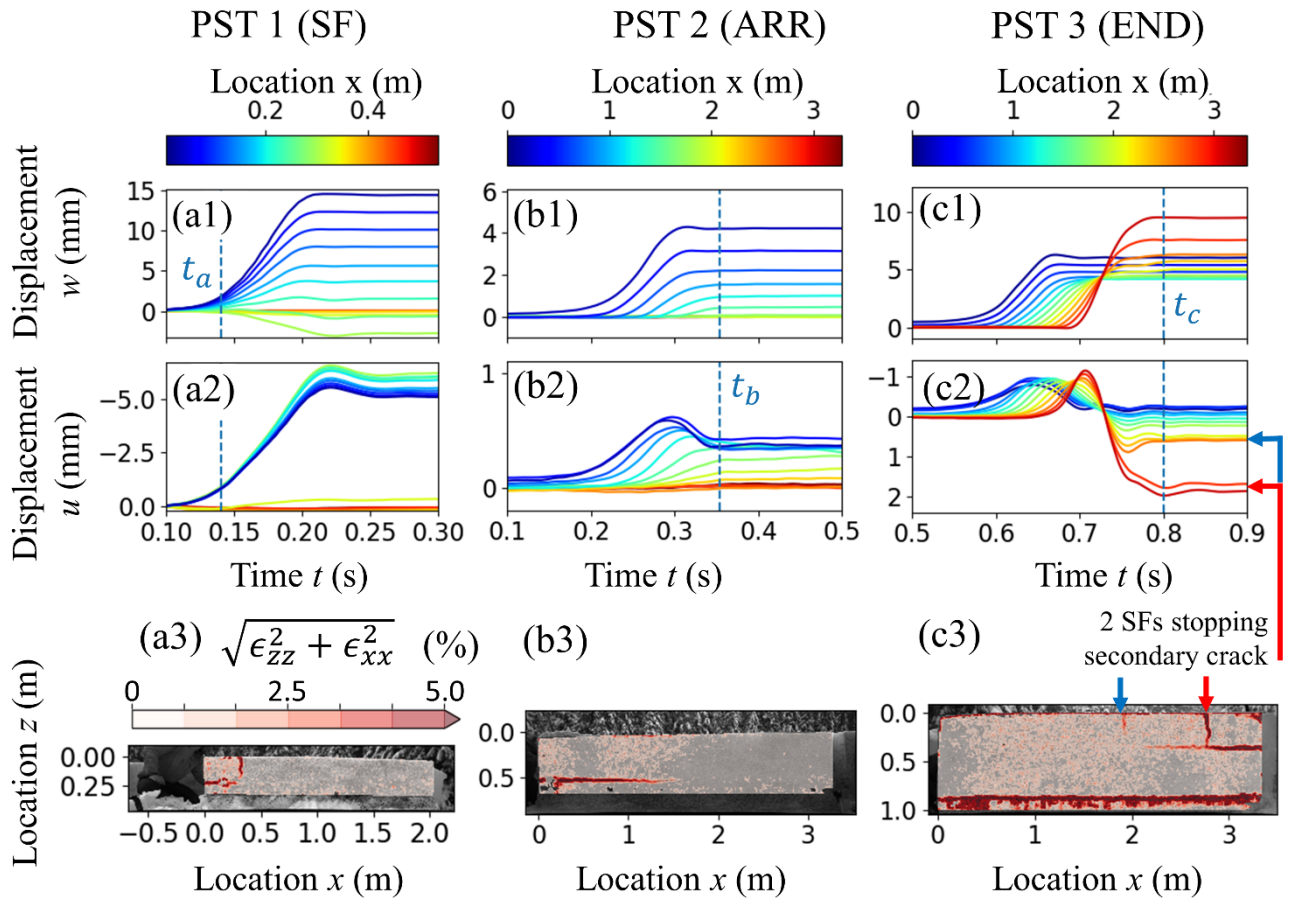 PST 1 (SF)
PST 2 (ARR)
PST 3 (END)
Location x (m)
Location x (m)
Location x (m)
0.2 0.4
0 1 2 3
0 1 2 3
Displacement
w (mm)
15
10
5
0
(a1)
t_a
6
4
2
0
(b1)
10
5
0
(c1)
t_c
Displacement
u (mm)
−5.0
−2.5
0.0
(a2)
0.10 0.15 0.20 0.25 0.30
Time t (s)
1
0
(b2)
t_b
0.1 0.2 0.3 0.4 0.5
−1
0
1
2
(c2)
0.5 0.6 0.7 0.8 0.9
Time t (s)
Location z (m)
(a3) √ϵ²zz + ϵ²xx (%)
0 2.5 5.0
0.00
0.25
−0.5 0.0 0.5 1.0 1.5 2.0
Location x (m)
(b3)
0.0
0.5
0 1 2 3
Location x (m)
(c3)
2 SFs stopping
secondary crack
0.0
0.5
1.0
0 1 2 3
Location x (m)